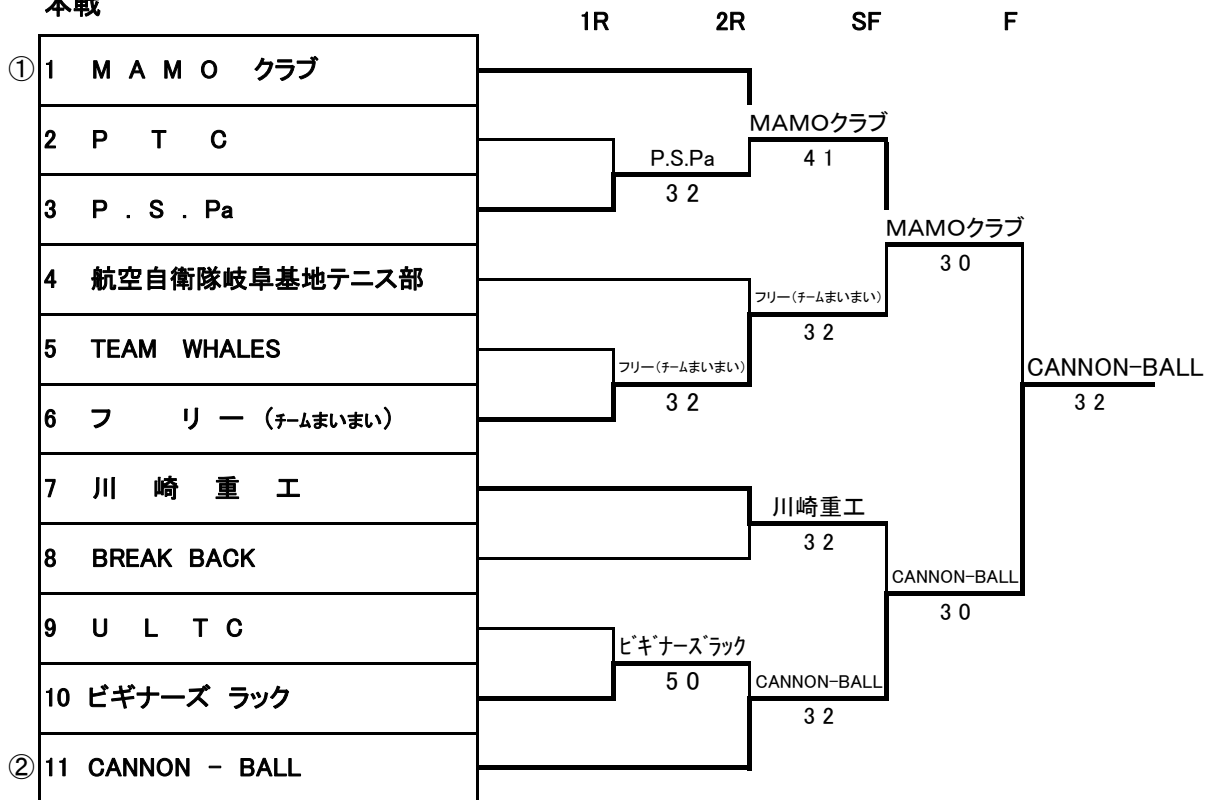 本戦
1R 2R SF F
① 1 ＭＡＭＯ クラブ
MAMOクラブ
2 Ｐ Ｔ Ｃ
P.S.Pa
4 1
3 2
3 Ｐ．Ｓ．Pa
MAMOクラブ
3 0
4 航空自衛隊岐阜基地テニス部
フリー(チームまいまい)
3 2
5 TEAM WHALES
フリー(チームまいまい)
CANNON-BALL
3 2
3 2
6 フ リ ー (チームまいまい)
7 川 崎 重 工
川崎重工
3 2
8 BREAK BACK
CANNON-BALL
3 0
9 Ｕ Ｌ Ｔ Ｃ
ビギナーズラック
5 0
CANNON-BALL
10 ビギナーズ ラック
3 2
② 11 CANNON - BALL